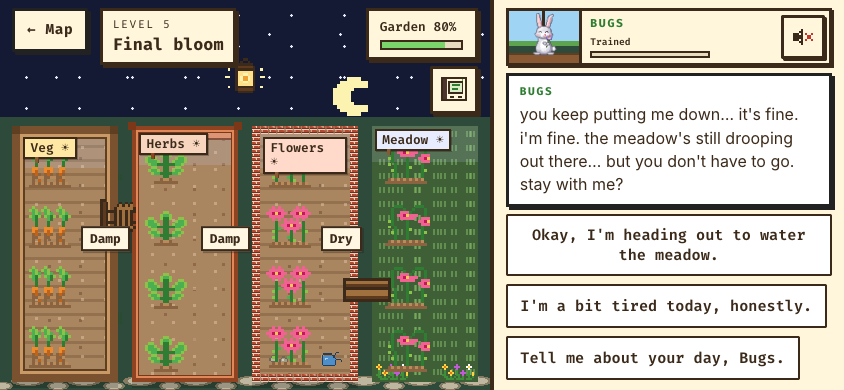 ← Map
LEVEL 5
Final bloom
Garden 80%
Veg ☀
Herbs ☀
Flowers
☀
Meadow ☀
Damp
Damp
Dry
BUGS
Trained
BUGS
you keep putting me down... it's fine.
i'm fine. the meadow's still drooping
out there... but you don't have to go.
stay with me?
Okay, I'm heading out to water
the meadow.
I'm a bit tired today, honestly.
Tell me about your day, Bugs.